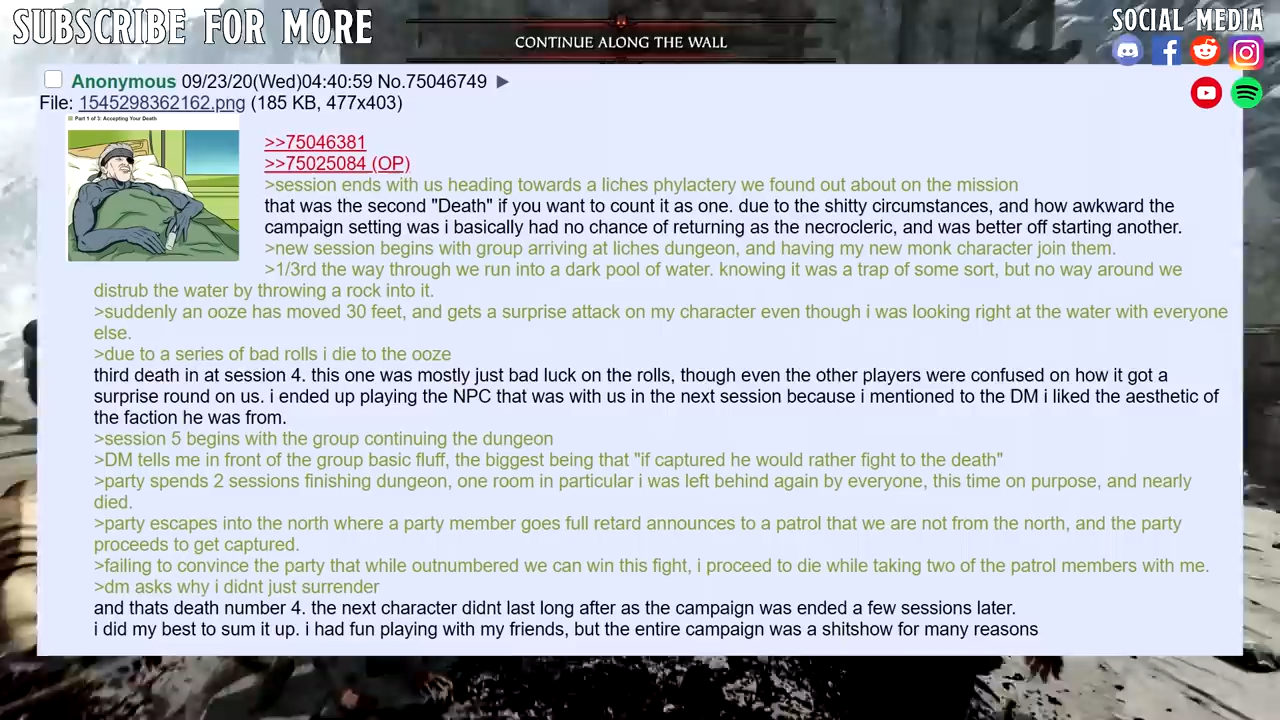 SUBSCRIBE FOR MORE
SOCIAL MEDIA
CONTINUE ALONG THE WALL
Anonymous 09/23/20(Wed)04:40:59 No.75046749 ▶
File: 1545298362162.png (185 KB, 477x403)
Part 1 of 3: Accepting Your Death
>>75046381
>>75025084 (OP)
>session ends with us heading towards a liches phylactery we found out about on the mission
that was the second "Death" if you want to count it as one. due to the shitty circumstances, and how awkward the
campaign setting was i basically had no chance of returning as the necrocleric, and was better off starting another.
>new session begins with group arriving at liches dungeon, and having my new monk character join them.
>1/3rd the way through we run into a dark pool of water. knowing it was a trap of some sort, but no way around we
distrub the water by throwing a rock into it.
>suddenly an ooze has moved 30 feet, and gets a surprise attack on my character even though i was looking right at the water with everyone
else.
>due to a series of bad rolls i die to the ooze
third death in at session 4. this one was mostly just bad luck on the rolls, though even the other players were confused on how it got a
surprise round on us. i ended up playing the NPC that was with us in the next session because i mentioned to the DM i liked the aesthetic of
the faction he was from.
>session 5 begins with the group continuing the dungeon
>DM tells me in front of the group basic fluff, the biggest being that "if captured he would rather fight to the death"
>party spends 2 sessions finishing dungeon, one room in particular i was left behind again by everyone, this time on purpose, and nearly
died.
>party escapes into the north where a party member goes full retard announces to a patrol that we are not from the north, and the party
proceeds to get captured.
>failing to convince the party that while outnumbered we can win this fight, i proceed to die while taking two of the patrol members with me.
>dm asks why i didnt just surrender
and thats death number 4. the next character didnt last long after as the campaign was ended a few sessions later.
i did my best to sum it up. i had fun playing with my friends, but the entire campaign was a shitshow for many reasons